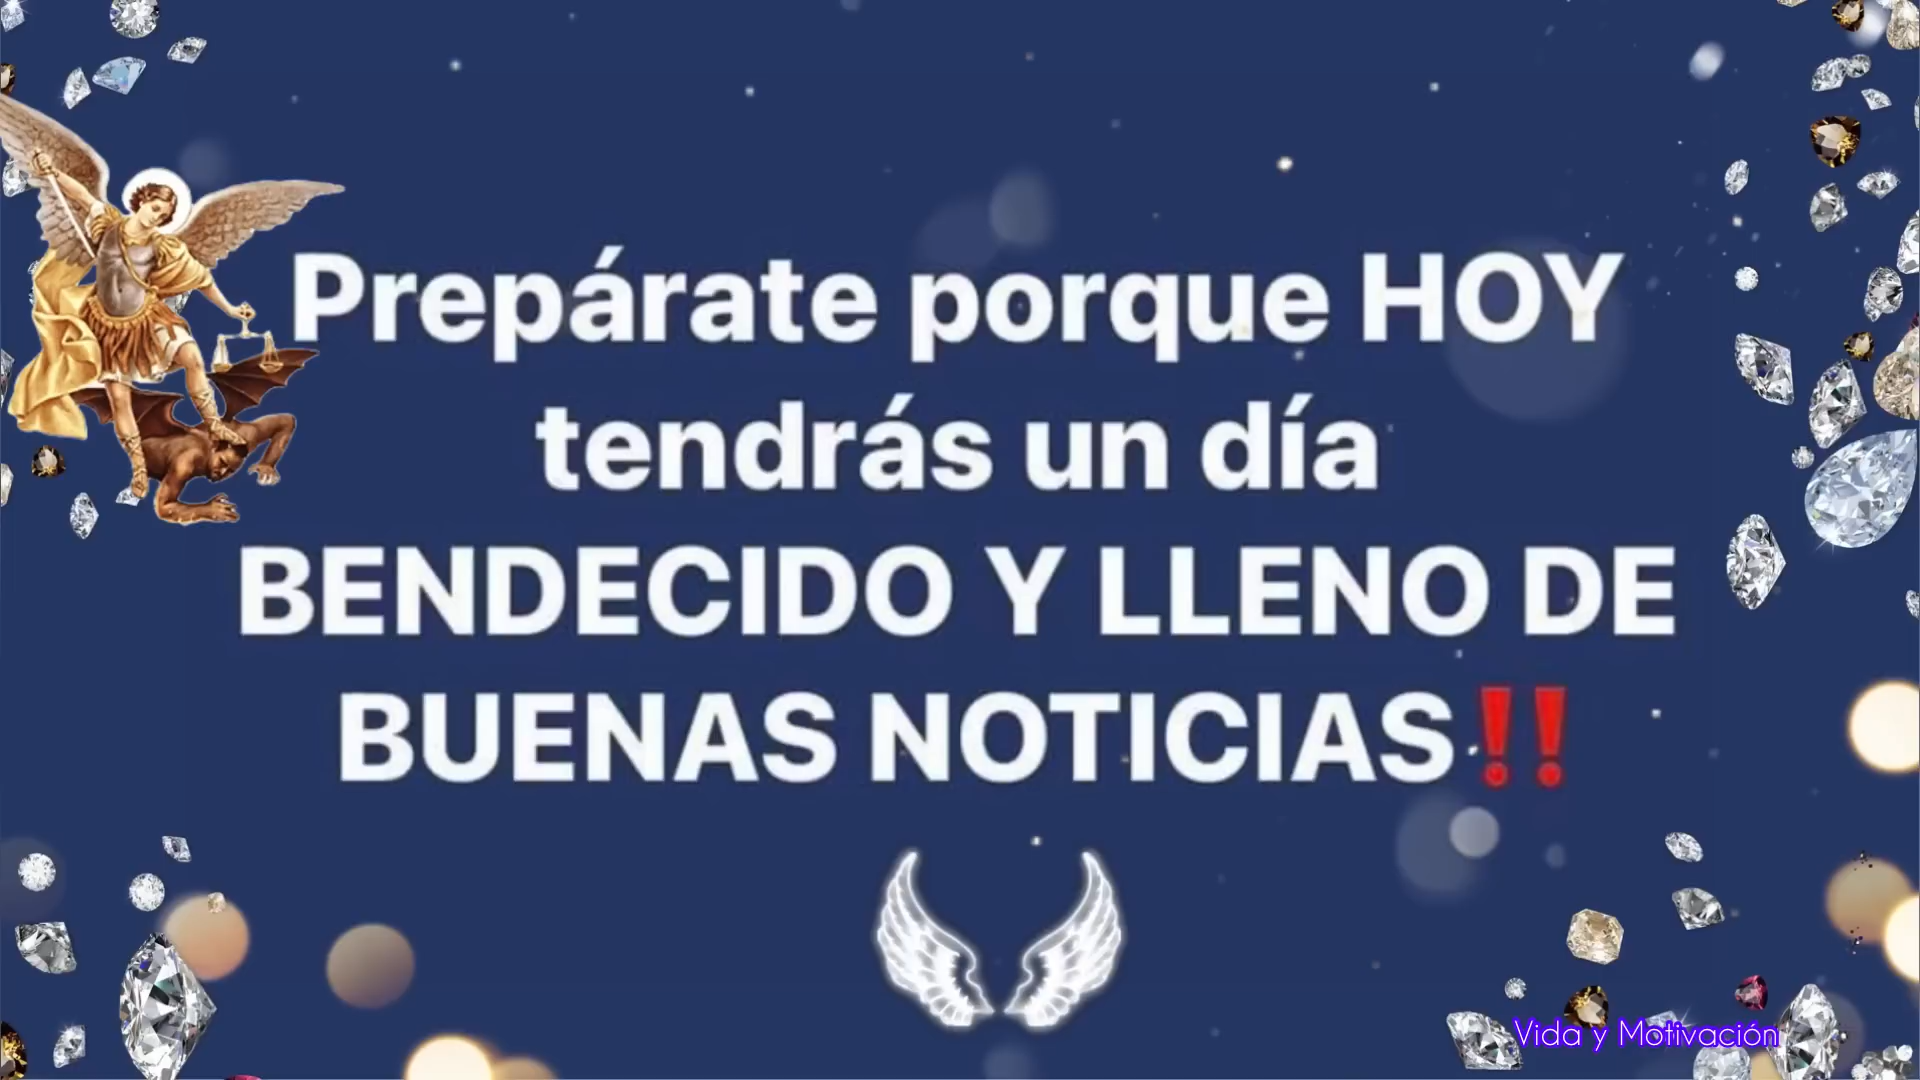 Prepárate porque HOY
tendrás un día
BENDECIDO Y LLENO DE
BUENAS NOTICIAS‼️
Vida y Motivación